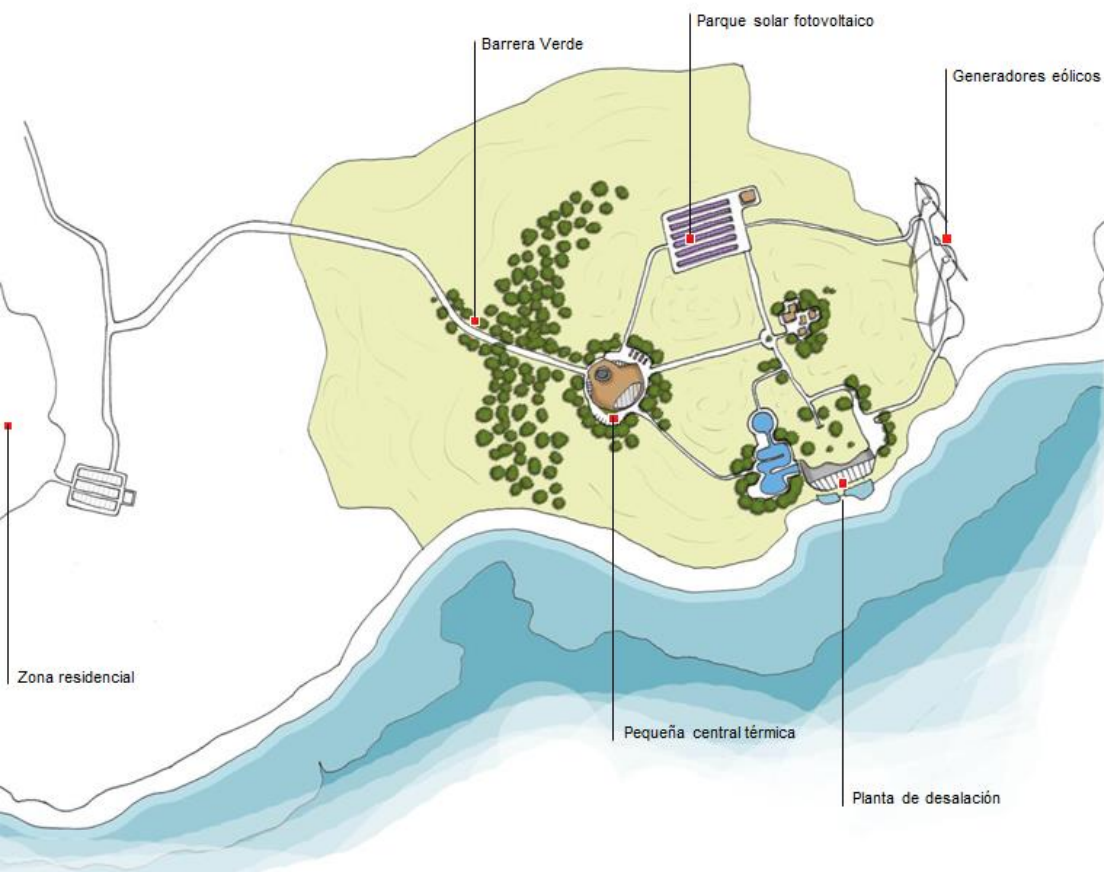 Parque solar fotovoltaico
Barrera Verde
Generadores eólicos
Zona residencial
Pequeña central térmica
Planta de desalación